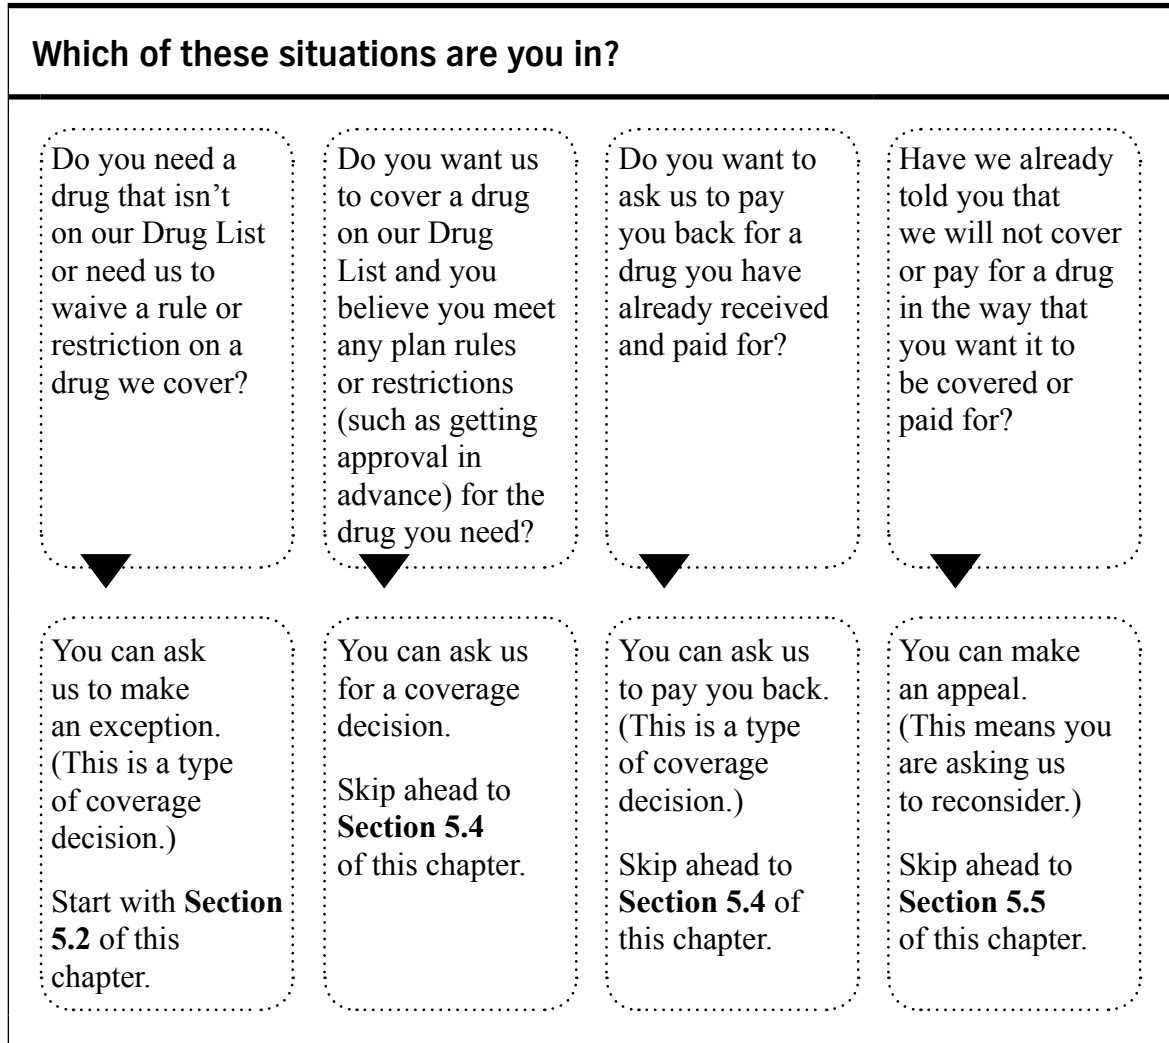 Which of these situations are you in?
Do you need a
drug that isn’t
on our Drug List
or need us to
waive a rule or
restriction on a
drug we cover?
Do you want us
to cover a drug
on our Drug
List and you
believe you meet
any plan rules
or restrictions
(such as getting
approval in
advance) for the
drug you need?
Do you want to
ask us to pay
you back for a
drug you have
already received
and paid for?
Have we already
told you that
we will not cover
or pay for a drug
in the way that
you want it to
be covered or
paid for?
You can ask
us to make
an exception.
(This is a type
of coverage
decision.)
Start with Section
5.2 of this
chapter.
You can ask us
for a coverage
decision.
Skip ahead to
Section 5.4
of this chapter.
You can ask us
to pay you back.
(This is a type
of coverage
decision.)
Skip ahead to
Section 5.4 of
this chapter.
You can make
an appeal.
(This means you
are asking us
to reconsider.)
Skip ahead to
Section 5.5
of this chapter.